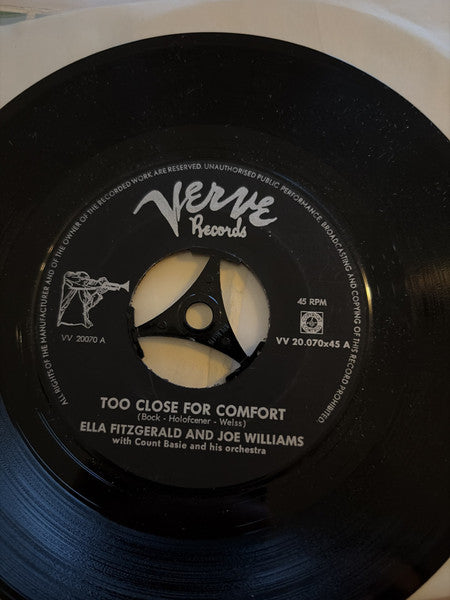 ALL RIGHTS OF THE MANUFACTURER AND OF THE OWNER OF THE RECORDED WORK ARE RESERVED. UNAUTHORISED PUBLIC PERFORMANCE, BROADCASTING AND COPYING OF THIS RECORD PROHIBITED.
Verve
Records
45 RPM
VV 20070 A
VV 20.070x45 A
TOO CLOSE FOR COMFORT
(Bock - Holofcener - Weiss)
ELLA FITZGERALD AND JOE WILLIAMS
with Count Basie and his orchestra